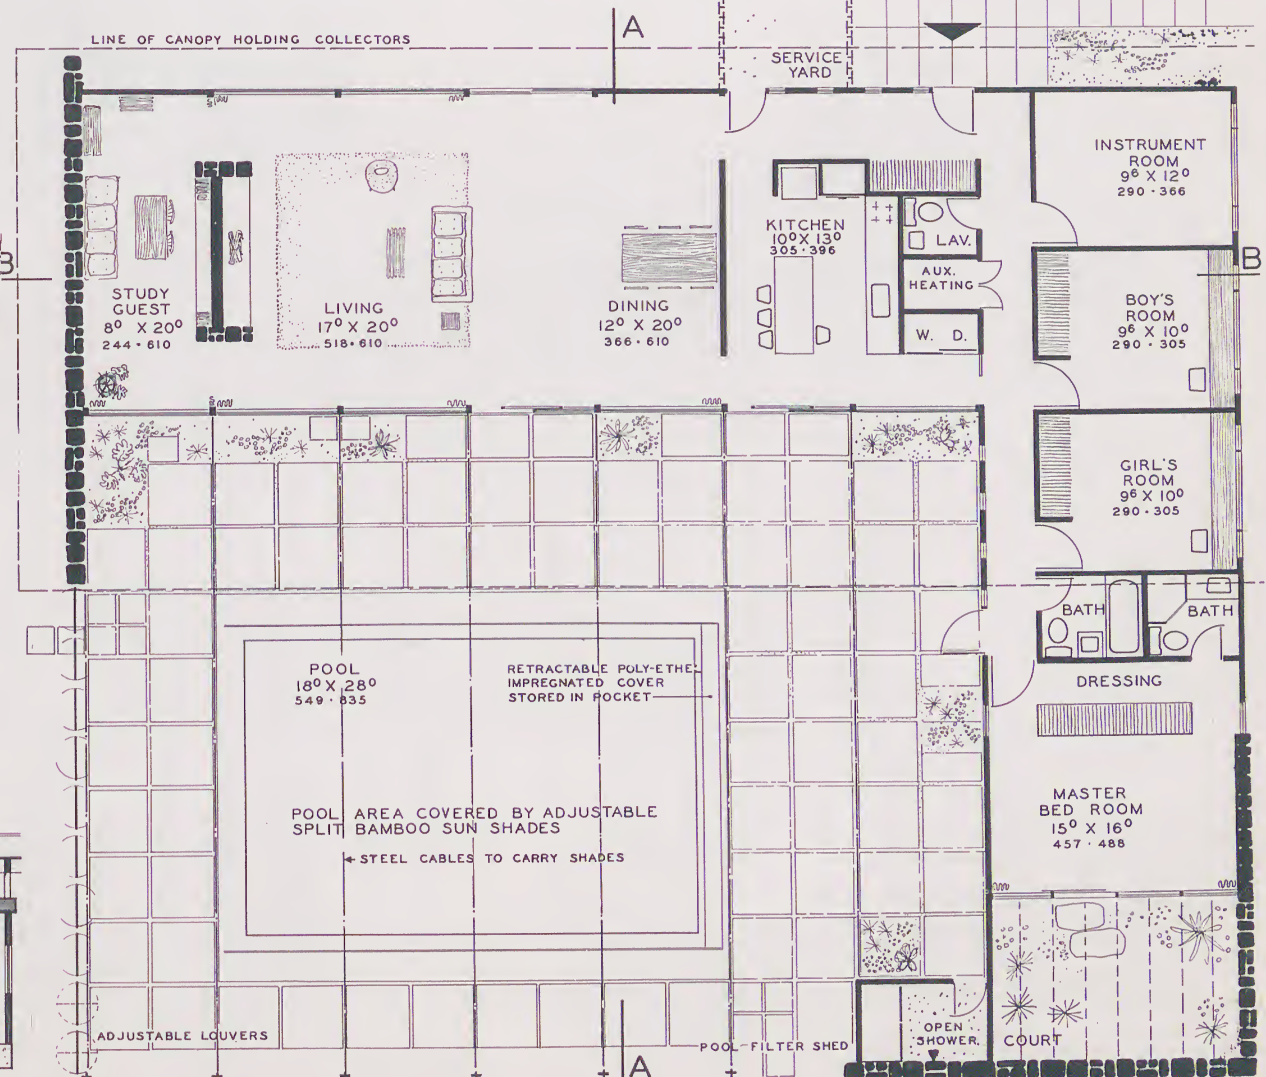 LINE OF CANOPY HOLDING COLLECTORS
A
SERVICE
YARD
INSTRUMENT
ROOM
9⁶ X 12⁰
290 · 366
KITCHEN
10⁰ X 13⁰
305 · 396
LAV.
B
B
AUX.
HEATING
STUDY
GUEST
8⁰ X 20⁰
244 · 610
LIVING
17⁰ X 20⁰
518 · 610
DINING
12⁰ X 20⁰
366 · 610
BOY'S
ROOM
9⁶ X 10⁰
290 · 305
W. D.
GIRL'S
ROOM
9⁶ X 10⁰
290 · 305
BATH
BATH
POOL
18⁰ X 28⁰
549 · 835
RETRACTABLE POLY-ETHE
IMPREGNATED COVER
STORED IN POCKET
DRESSING
POOL AREA COVERED BY ADJUSTABLE
SPLIT BAMBOO SUN SHADES
STEEL CABLES TO CARRY SHADES
MASTER
BED ROOM
15⁰ X 16⁰
457 · 488
ADJUSTABLE LOUVERS
POOL-FILTER SHED
OPEN
SHOWER.
COURT
A